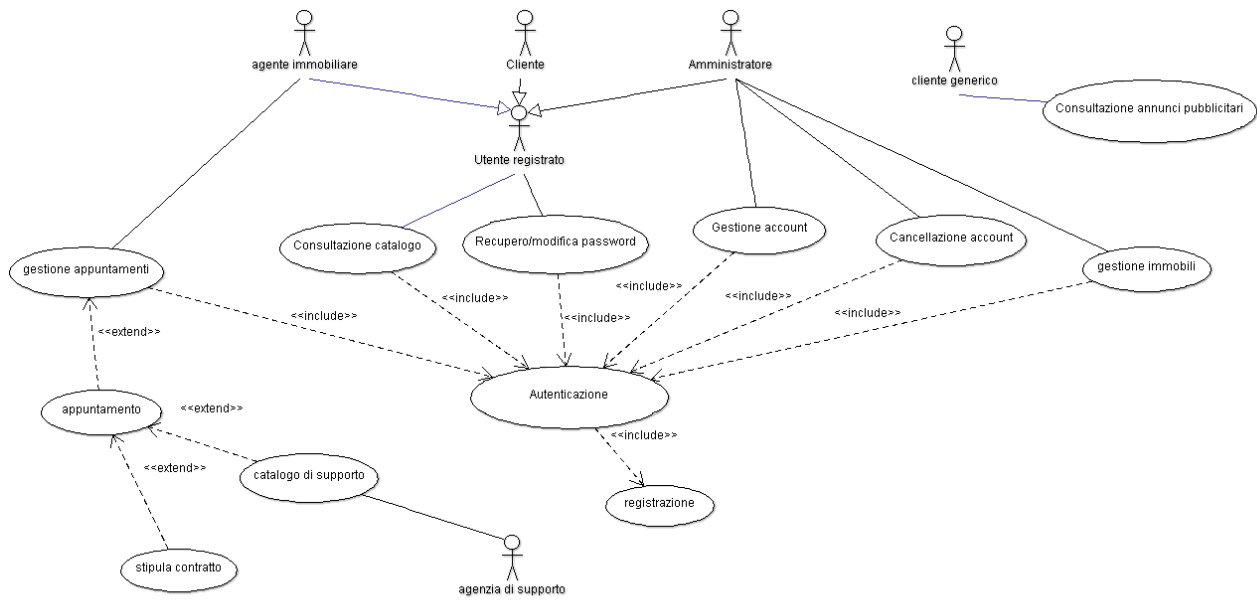 agente immobiliare
Cliente
Amministratore
cliente generico
Consultazione annunci pubblicitari
Utente registrato
gestione appuntamenti
Consultazione catalogo
Recupero/modifica password
Gestione account
Cancellazione account
gestione immobili
<<include>>
<<include>>
<<include>>
<<include>>
<<include>>
<<include>>
<<extend>>
Autenticazione
appuntamento
<<extend>>
<<include>>
<<extend>>
catalogo di supporto
registrazione
stipula contratto
agenzia di supporto